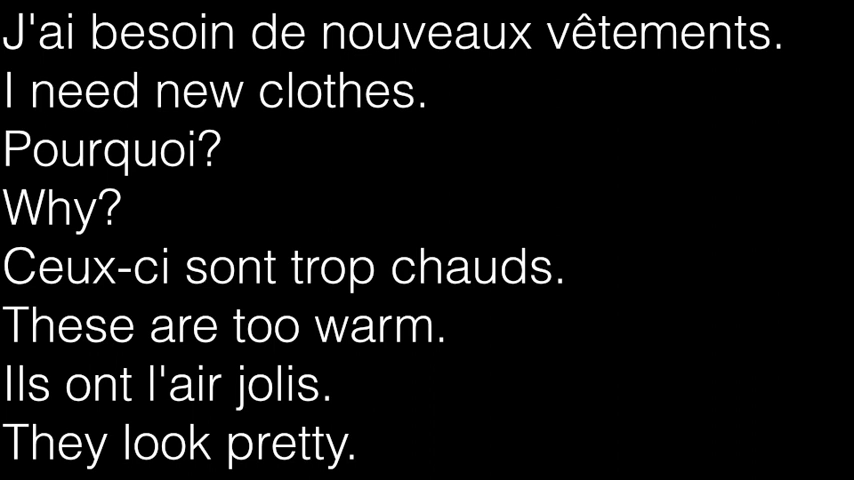 J'ai besoin de nouveaux vêtements.
I need new clothes.
Pourquoi?
Why?
Ceux-ci sont trop chauds.
These are too warm.
Ils ont l'air jolis.
They look pretty.